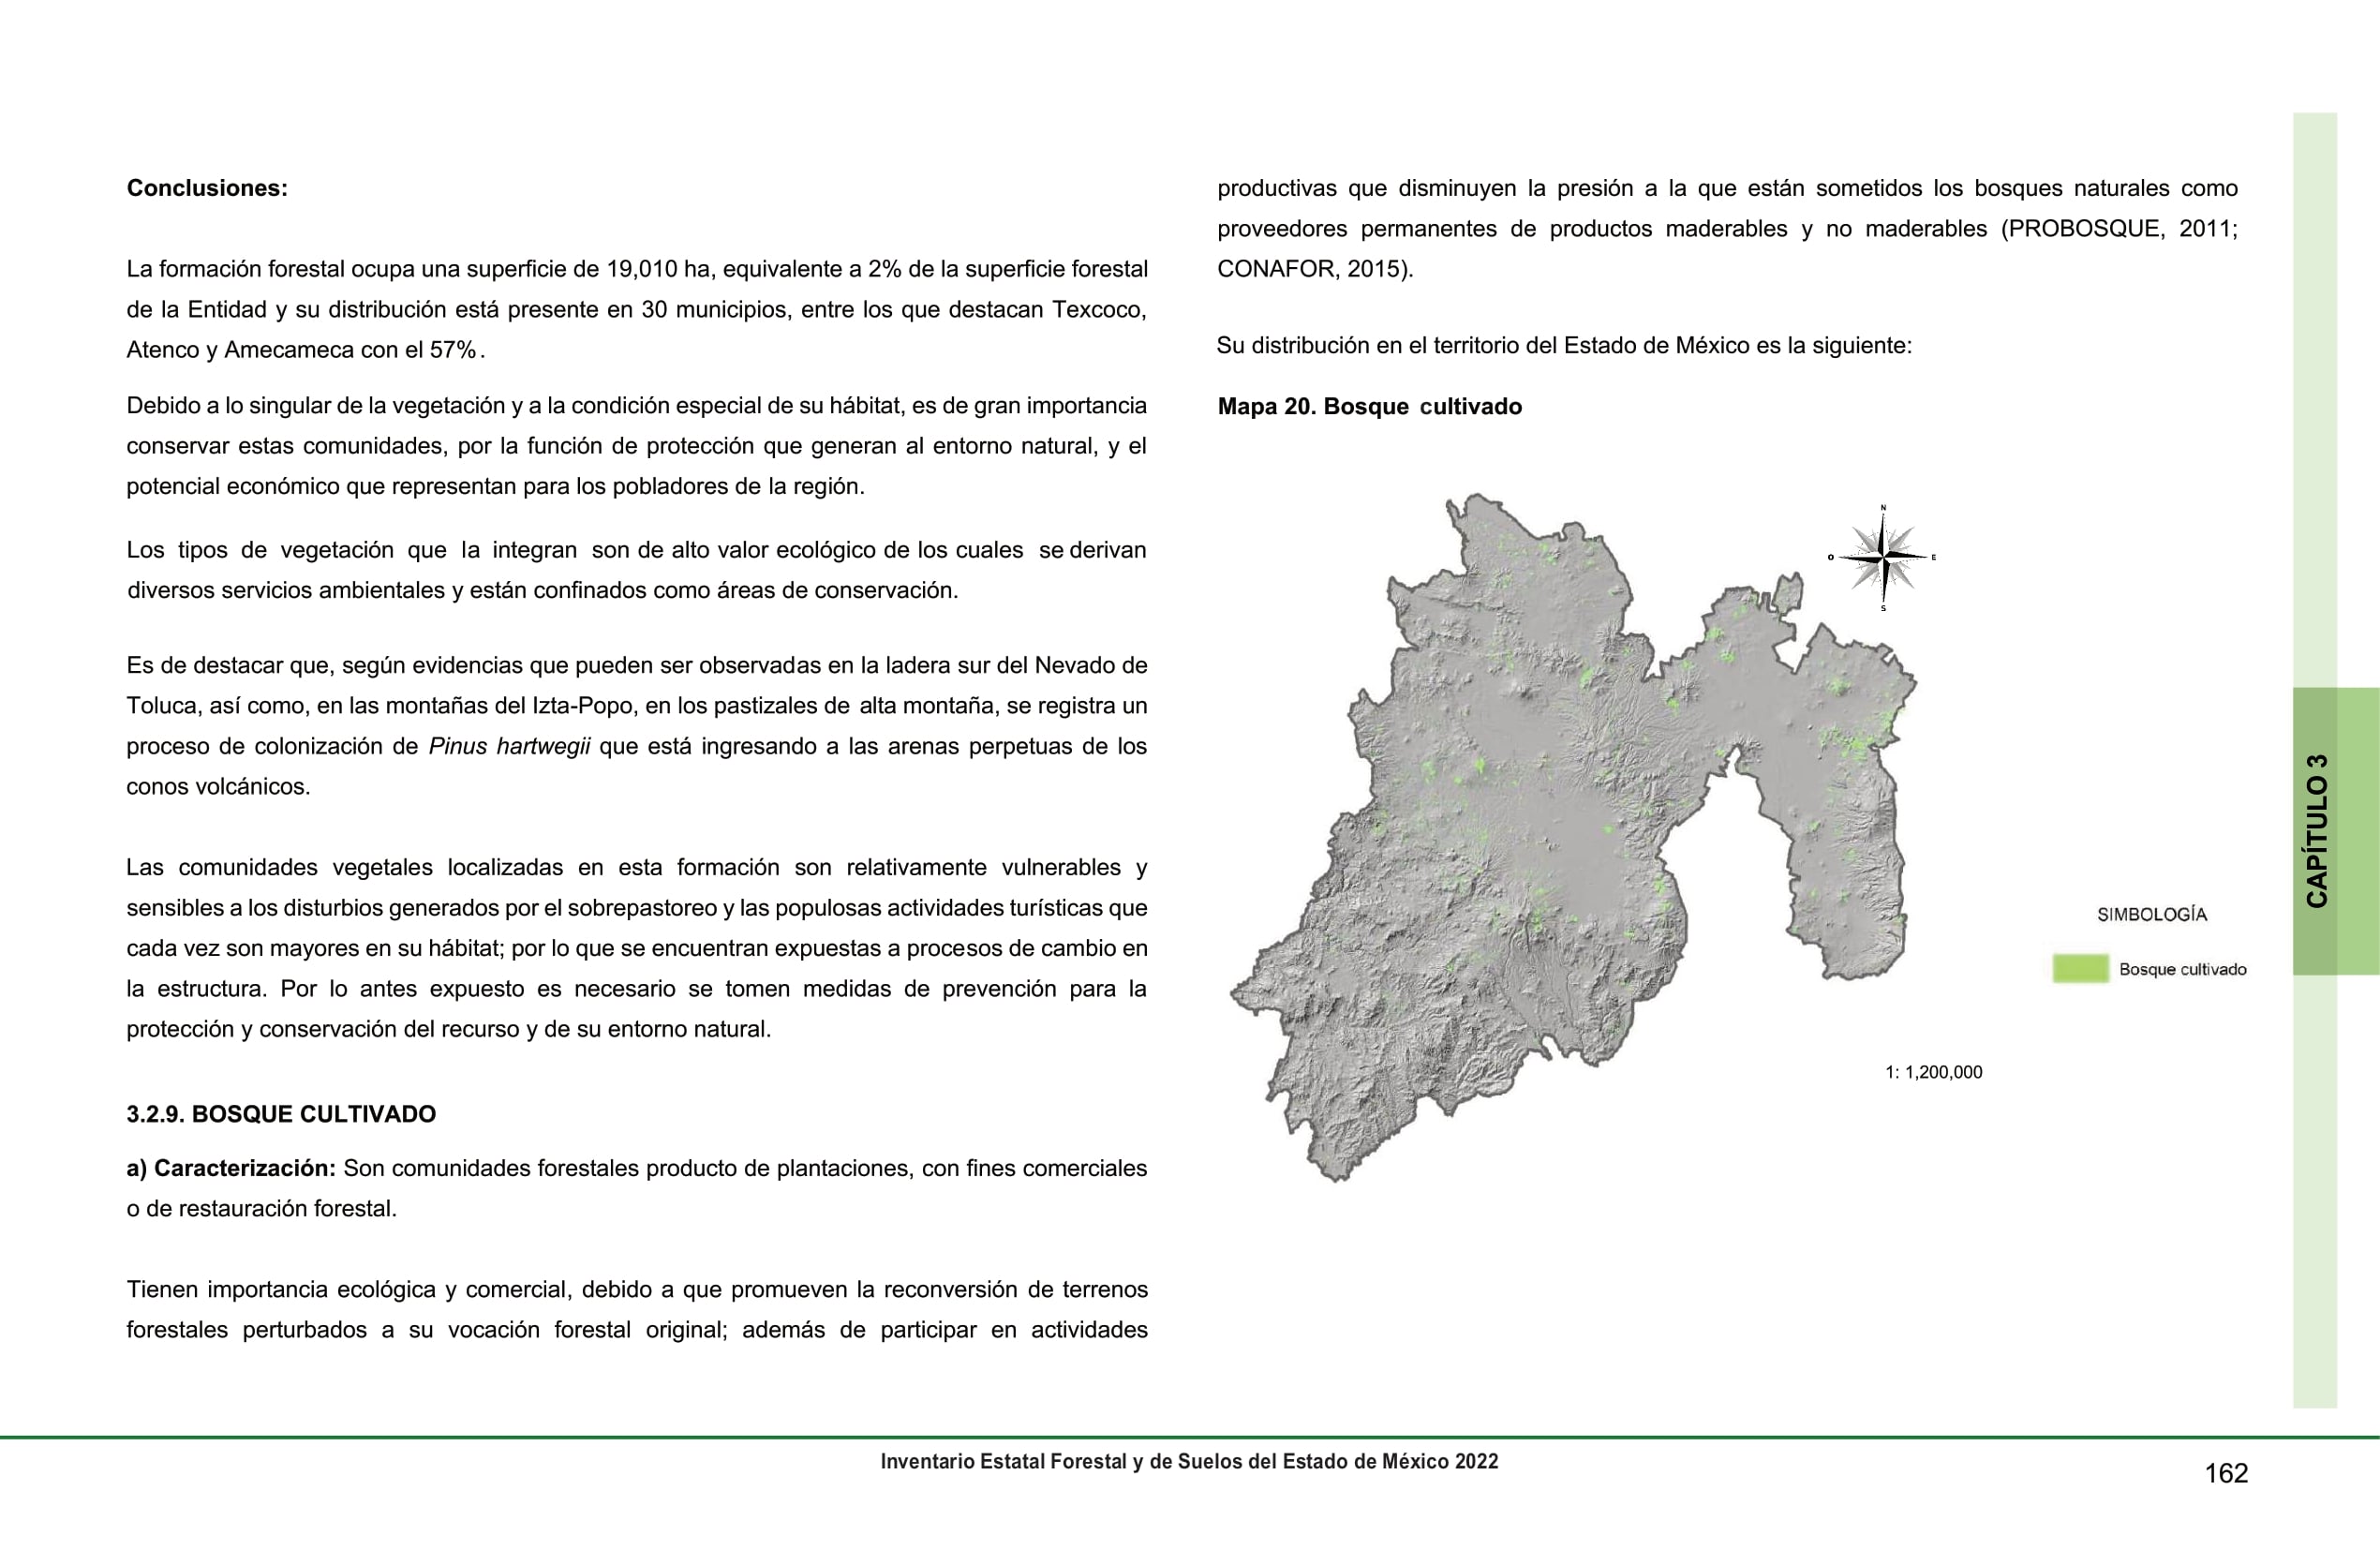 Conclusiones:
La formación forestal ocupa una superficie de 19,010 ha, equivalente a 2% de la superficie forestal
de la Entidad y su distribución está presente en 30 municipios, entre los que destacan Texcoco,
Atenco y Amecameca con el 57%.
Debido a lo singular de la vegetación y a la condición especial de su hábitat, es de gran importancia
conservar estas comunidades, por la función de protección que generan al entorno natural, y el
potencial económico que representan para los pobladores de la región.
Los tipos de vegetación que la integran son de alto valor ecológico de los cuales se derivan
diversos servicios ambientales y están confinados como áreas de conservación.
Es de destacar que, según evidencias que pueden ser observadas en la ladera sur del Nevado de
Toluca, así como, en las montañas del Izta-Popo, en los pastizales de alta montaña, se registra un
proceso de colonización de Pinus hartwegii que está ingresando a las arenas perpetuas de los
conos volcánicos.
Las comunidades vegetales localizadas en esta formación son relativamente vulnerables y
sensibles a los disturbios generados por el sobrepastoreo y las populosas actividades turísticas que
cada vez son mayores en su hábitat; por lo que se encuentran expuestas a procesos de cambio en
la estructura. Por lo antes expuesto es necesario se tomen medidas de prevención para la
protección y conservación del recurso y de su entorno natural.
3.2.9. BOSQUE CULTIVADO
a) Caracterización: Son comunidades forestales producto de plantaciones, con fines comerciales
o de restauración forestal.
Tienen importancia ecológica y comercial, debido a que promueven la reconversión de terrenos
forestales perturbados a su vocación forestal original; además de participar en actividades
productivas que disminuyen la presión a la que están sometidos los bosques naturales como
proveedores permanentes de productos maderables y no maderables (PROBOSQUE, 2011;
CONAFOR, 2015).
Su distribución en el territorio del Estado de México es la siguiente:
Mapa 20. Bosque cultivado
N
O
E
S
SIMBOLOGÍA
Bosque cultivado
1: 1,200,000
CAPÍTULO 3
Inventario Estatal Forestal y de Suelos del Estado de México 2022
162